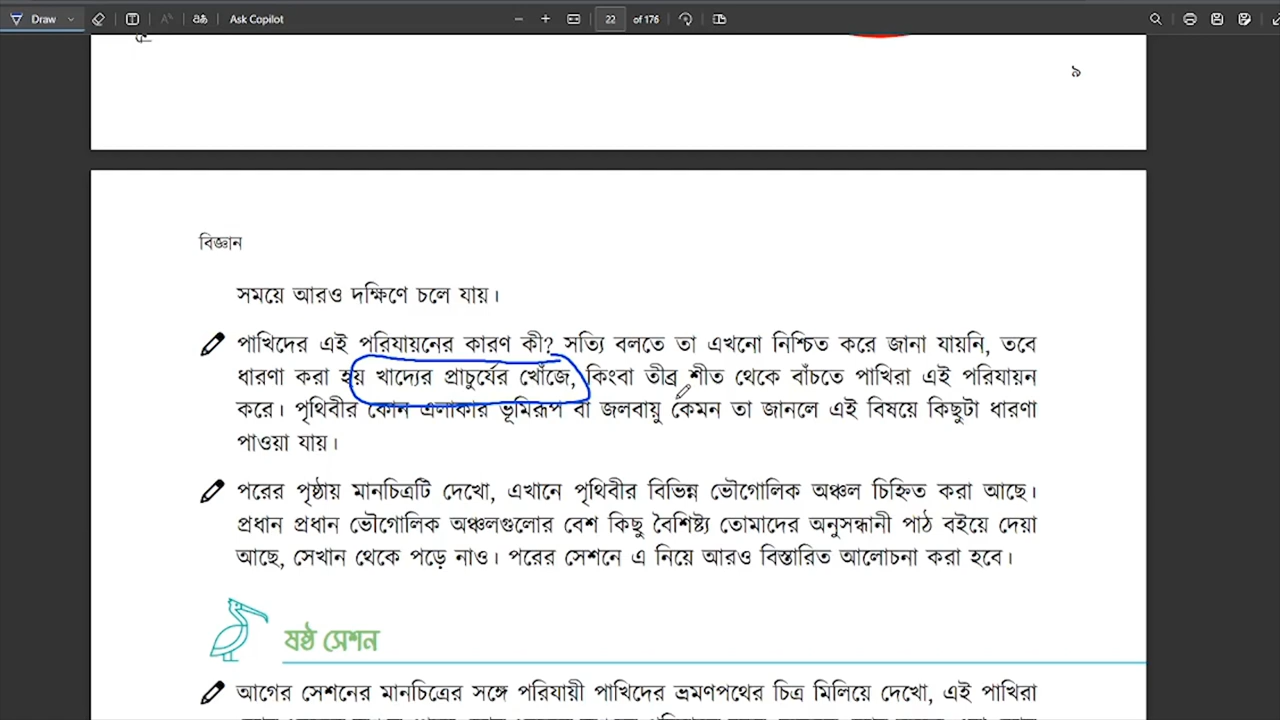 Draw
Ask Copilot
22 of 176
৯
বিজ্ঞান
সময়ে আরও দক্ষিণে চলে যায়।
পাখিদের এই পরিযায়নের কারণ কী? সত্যি বলতে তা এখনো নিশ্চিত করে জানা যায়নি, তবে
ধারণা করা হয় খাদ্যের প্রাচুর্যের খোঁজে, কিংবা তীব্র শীত থেকে বাঁচতে পাখিরা এই পরিযায়ন
করে। পৃথিবীর কোন এলাকার ভূমিরূপ বা জলবায়ু কেমন তা জানলে এই বিষয়ে কিছুটা ধারণা
পাওয়া যায়।
পরের পৃষ্ঠায় মানচিত্রটি দেখো, এখানে পৃথিবীর বিভিন্ন ভৌগোলিক অঞ্চল চিহ্নিত করা আছে।
প্রধান প্রধান ভৌগোলিক অঞ্চলগুলোর বেশ কিছু বৈশিষ্ট্য তোমাদের অনুসন্ধানী পাঠ বইয়ে দেয়া
আছে, সেখান থেকে পড়ে নাও। পরের সেশনে এ নিয়ে আরও বিস্তারিত আলোচনা করা হবে।
ষষ্ঠ সেশন
আগের সেশনের মানচিত্রের সঙ্গে পরিযায়ী পাখিদের ভ্রমণপথের চিত্র মিলিয়ে দেখো, এই পাখিরা